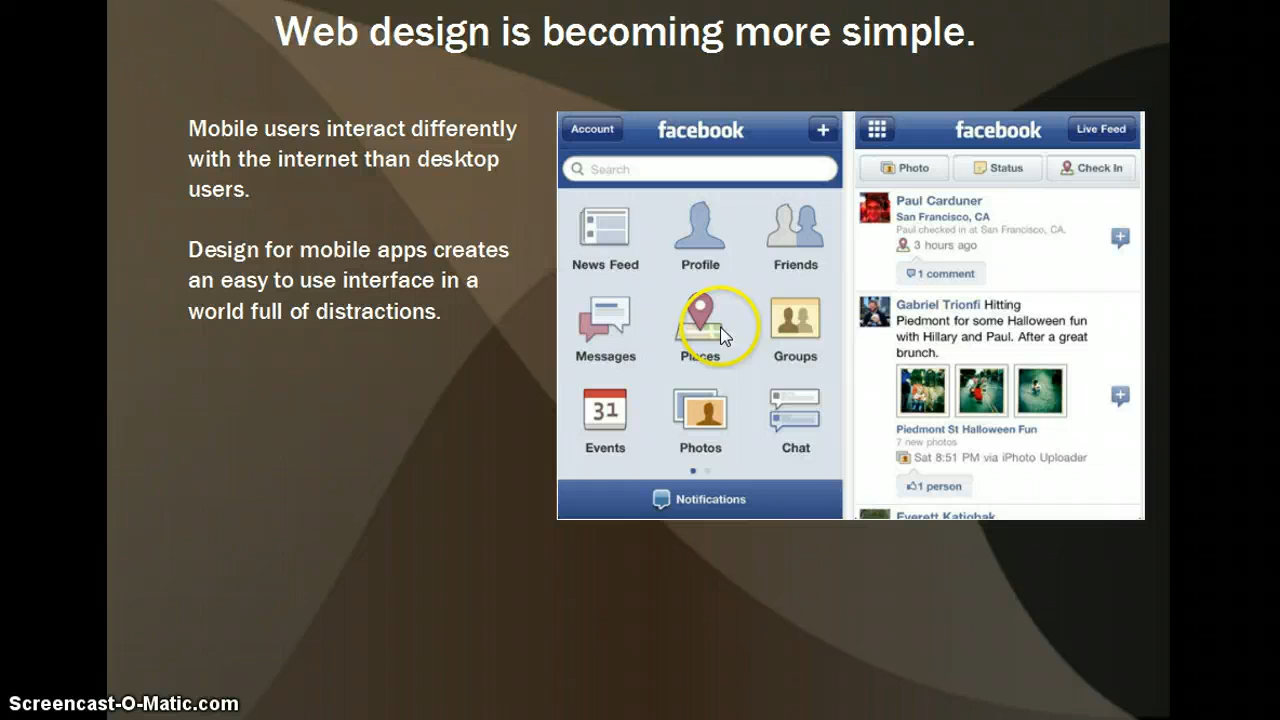 Web design is becoming more simple.
Mobile users interact differently
with the internet than desktop
users.
Design for mobile apps creates
an easy to use interface in a
world full of distractions.
Account facebook +
Search
News Feed Profile Friends
Messages Places Groups
31
Events Photos Chat
Notifications
facebook Live Feed
Photo Status Check In
Paul Carduner
San Francisco, CA
Paul checked in at San Francisco, CA.
3 hours ago
1 comment
Gabriel Trionfi Hitting
Piedmont for some Halloween fun
with Hillary and Paul. After a great
brunch.
Piedmont St Halloween Fun
7 new photos
Sat 8:51 PM via iPhoto Uploader
1 person
Everett Katigbak
Screencast-O-Matic.com